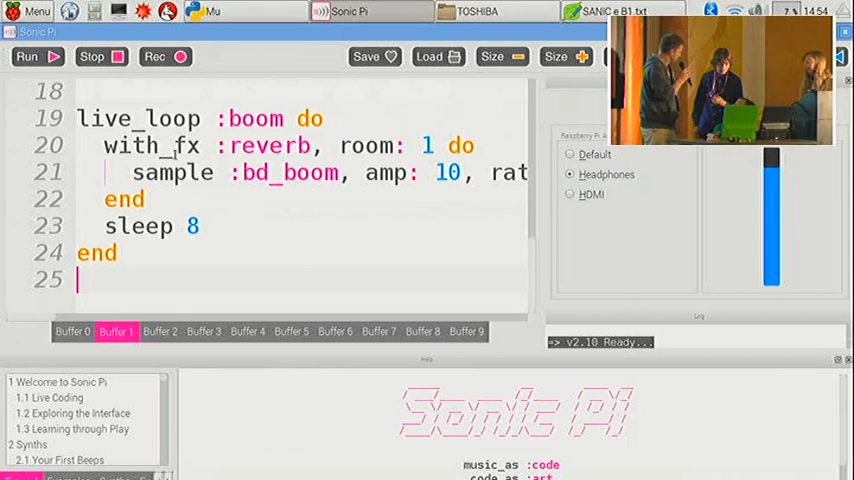 Menu
Mu
Sonic Pi
TOSHIBA
SANIC e B1.txt
7 %
14:54
Sonic Pi
Run
Stop
Rec
Save
Load
Size
Size
18
19 live_loop :boom do
20 with_fx :reverb, room: 1 do
21 sample :bd_boom, amp: 10, rat
22 end
23 sleep 8
24 end
25
Raspberry Pi A
Default
Headphones
HDMI
Buffer 0 Buffer 1 Buffer 2 Buffer 3 Buffer 4 Buffer 5 Buffer 6 Buffer 7 Buffer 8 Buffer 9
Log
=> v2.10 Ready...
Help
1 Welcome to Sonic Pi
1.1 Live Coding
1.2 Exploring the Interface
1.3 Learning through Play
2 Synths
2.1 Your First Beeps
Sonic Pi
music_as :code
code_as :art